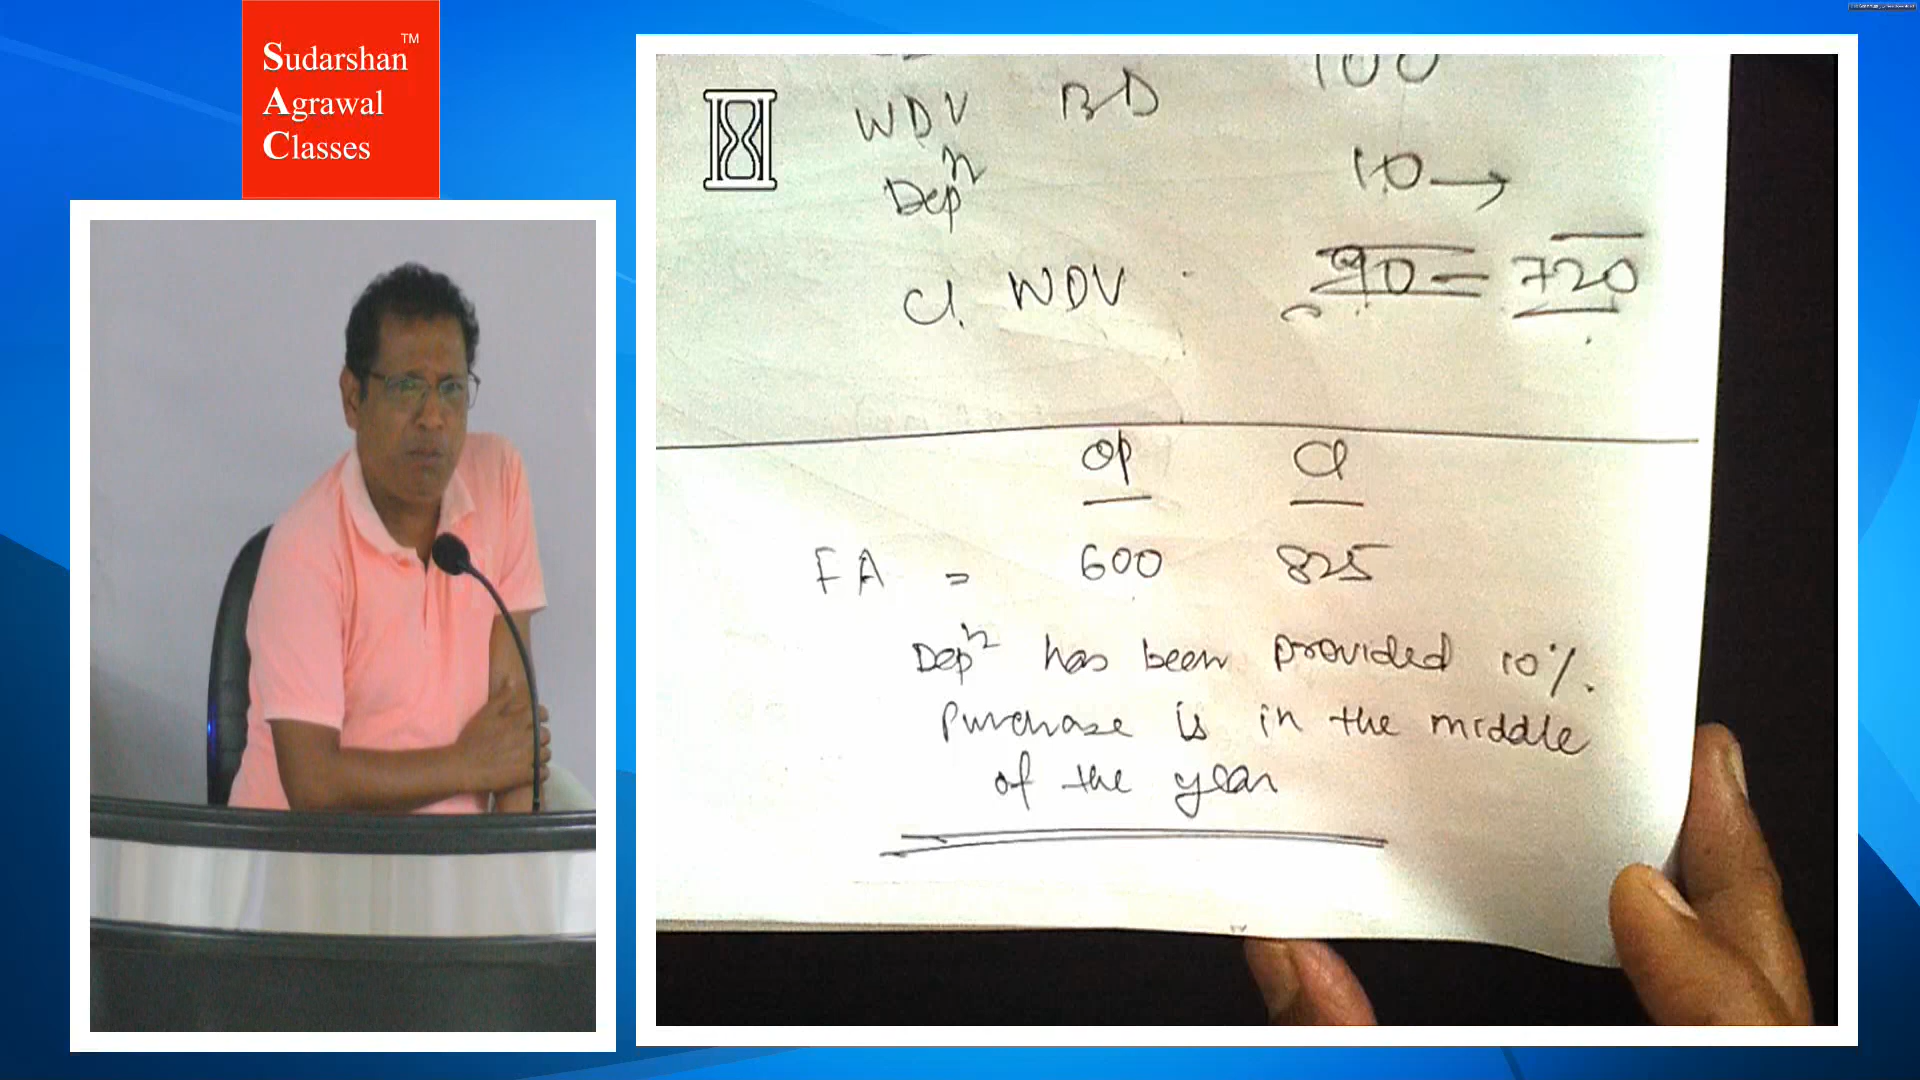 Sudarshan™
Agrawal
Classes
100
WDV BD
Depⁿ 10 →
Cl. WDV 90 = 720
Op Cl
FA = 600 825
Depⁿ has been provided 10%.
Purchase is in the middle
of the year